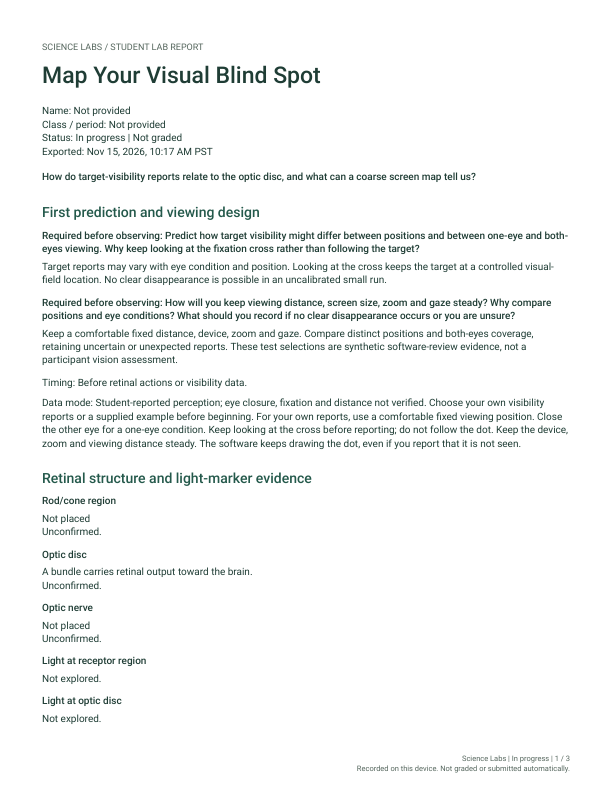 SCIENCE LABS / STUDENT LAB REPORT
Map Your Visual Blind Spot
Name: Not provided
Class / period: Not provided
Status: In progress | Not graded
Exported: Nov 15, 2026, 10:17 AM PST
How do target-visibility reports relate to the optic disc, and what can a coarse screen map tell us?
First prediction and viewing design
Required before observing: Predict how target visibility might differ between positions and between one-eye and both-
eyes viewing. Why keep looking at the fixation cross rather than following the target?
Target reports may vary with eye condition and position. Looking at the cross keeps the target at a controlled visual-
field location. No clear disappearance is possible in an uncalibrated small run.
Required before observing: How will you keep viewing distance, screen size, zoom and gaze steady? Why compare
positions and eye conditions? What should you record if no clear disappearance occurs or you are unsure?
Keep a comfortable fixed distance, device, zoom and gaze. Compare distinct positions and both-eyes coverage,
retaining uncertain or unexpected reports. These test selections are synthetic software-review evidence, not a
participant vision assessment.
Timing: Before retinal actions or visibility data.
Data mode: Student-reported perception; eye closure, fixation and distance not verified. Choose your own visibility
reports or a supplied example before beginning. For your own reports, use a comfortable fixed viewing position. Close
the other eye for a one-eye condition. Keep looking at the cross before reporting; do not follow the dot. Keep the device,
zoom and viewing distance steady. The software keeps drawing the dot, even if you report that it is not seen.
Retinal structure and light-marker evidence
Rod/cone region
Not placed
Unconfirmed.
Optic disc
A bundle carries retinal output toward the brain.
Unconfirmed.
Optic nerve
Not placed
Unconfirmed.
Light at receptor region
Not explored.
Light at optic disc
Not explored.
Science Labs | In progress | 1 / 3
Recorded on this device. Not graded or submitted automatically.